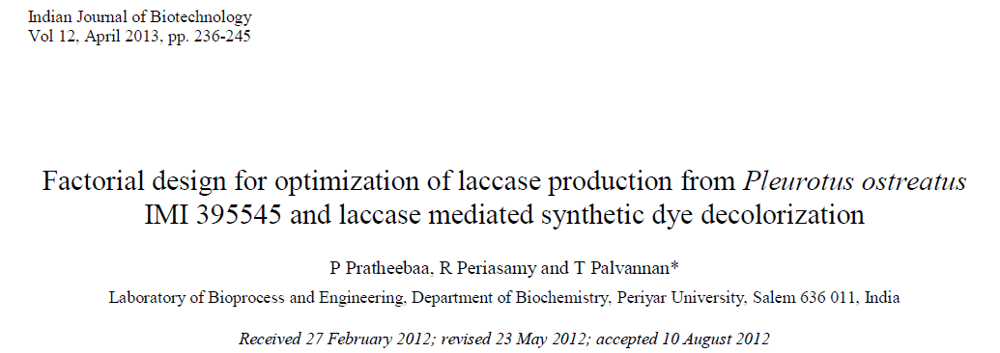 Indian Journal of Biotechnology
Vol 12, April 2013, pp. 236-245
Factorial design for optimization of laccase production from Pleurotus ostreatus
IMI 395545 and laccase mediated synthetic dye decolorization
P Pratheebaa, R Periasamy and T Palvannan*
Laboratory of Bioprocess and Engineering, Department of Biochemistry, Periyar University, Salem 636 011, India
Received 27 February 2012; revised 23 May 2012; accepted 10 August 2012